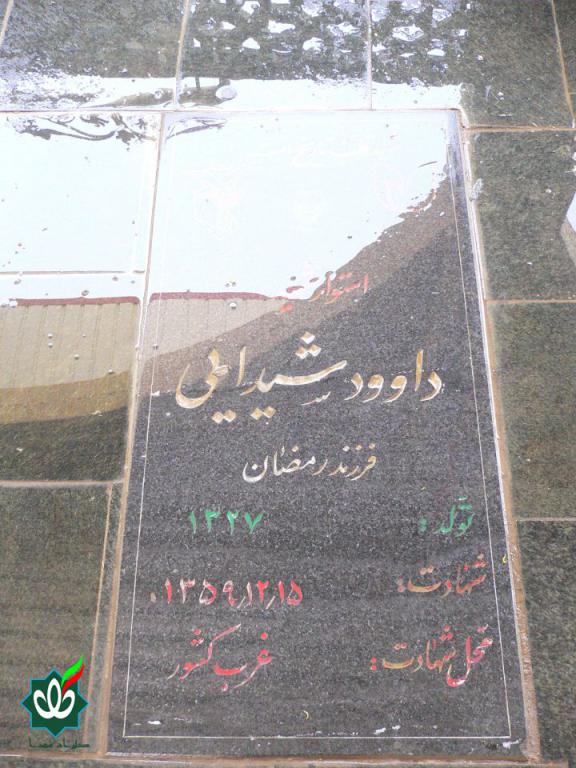 استوار
داوود شیدایی
فرزند رمضان
تولد: ۱۳۲۷
شهادت: ۱۳۵۹/۱۲/۱۵
محل شهادت: غرب کشور